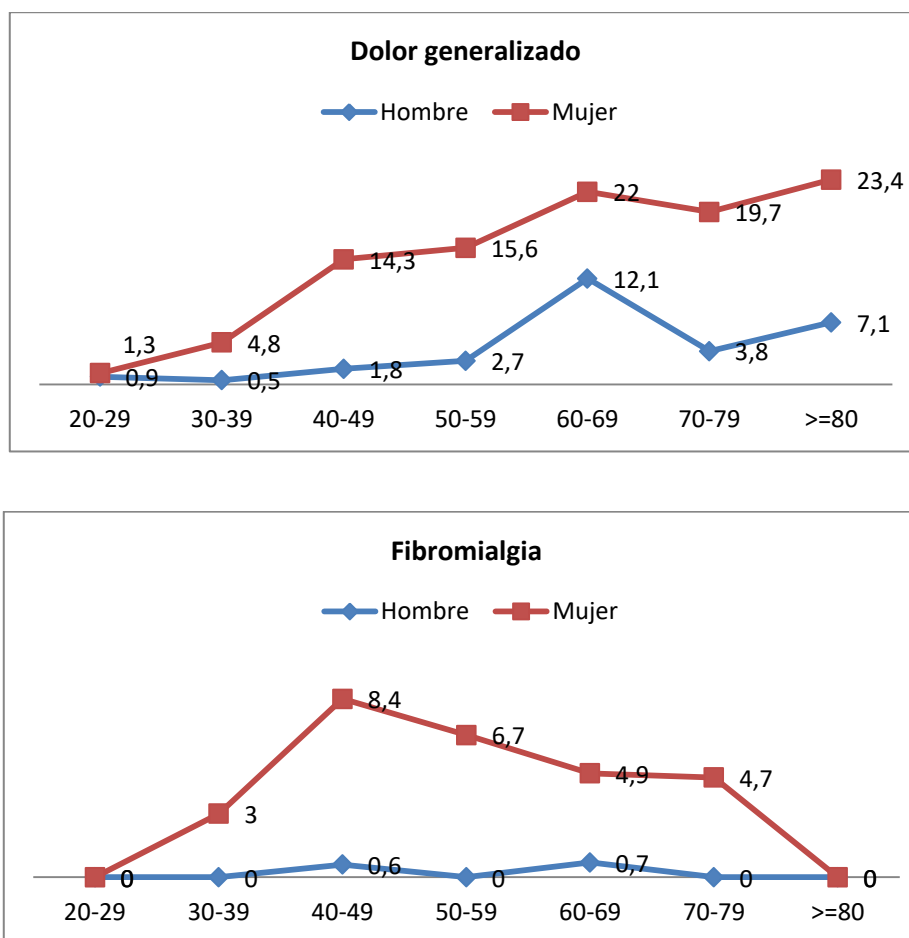 Dolor generalizado
Hombre Mujer
23,4
22
19,7
15,6
14,3
12,1
7,1
1,3 4,8
3,8
2,7
1,8
0,9 0,5
20-29 30-39 40-49 50-59 60-69 70-79 >=80
Fibromialgia
Hombre Mujer
8,4
6,7
4,9 4,7
3
0,6 0,7
0 0 0 0 0
0 0
20-29 30-39 40-49 50-59 60-69 70-79 >=80